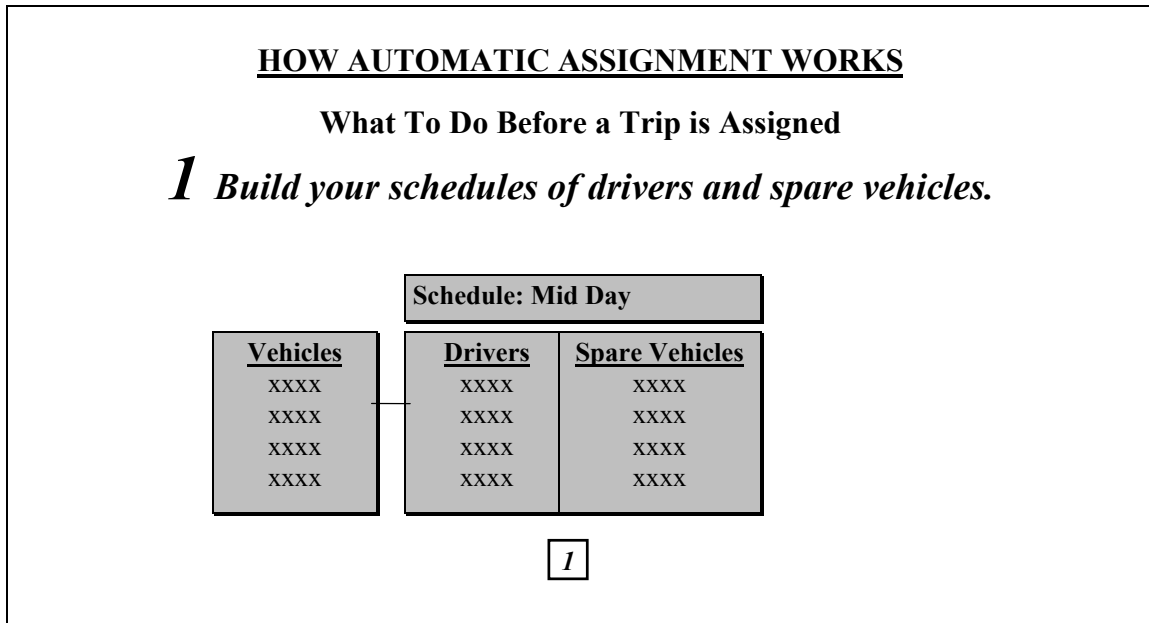 HOW AUTOMATIC ASSIGNMENT WORKS
What To Do Before a Trip is Assigned
1 Build your schedules of drivers and spare vehicles.
Schedule: Mid Day
Vehicles Drivers Spare Vehicles
xxxx xxxx xxxx
xxxx xxxx xxxx
xxxx xxxx xxxx
xxxx xxxx xxxx
1